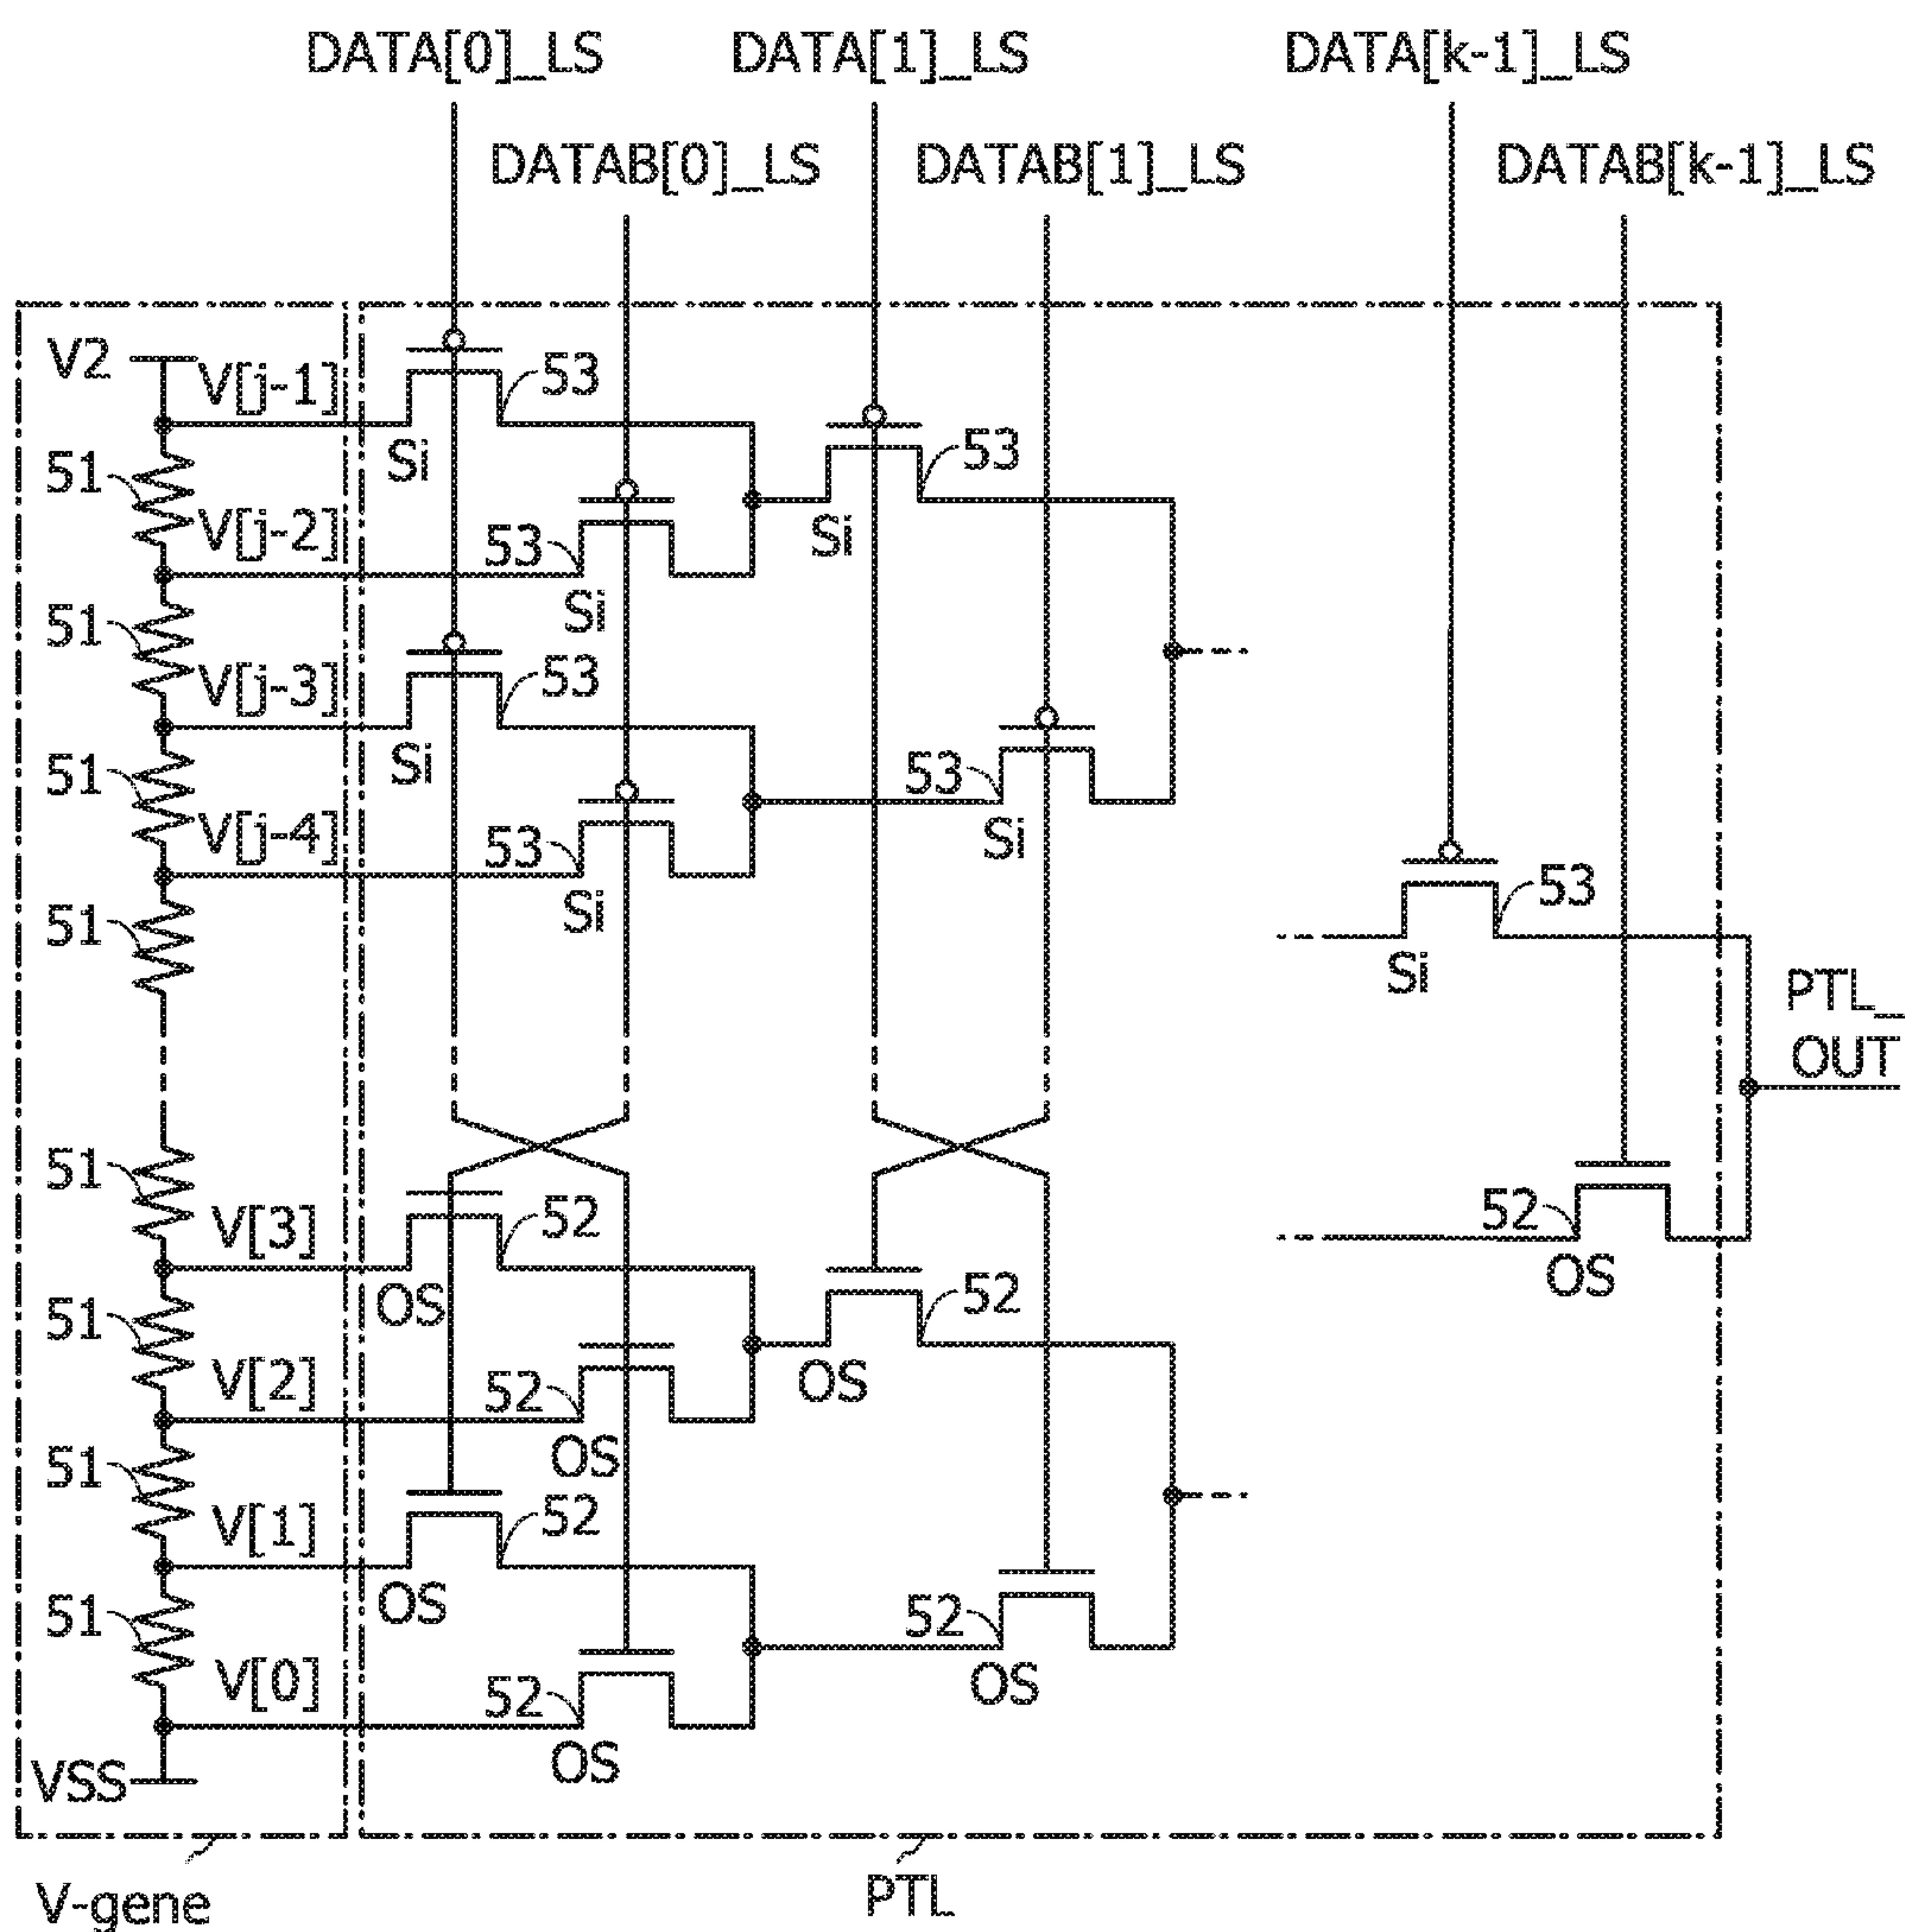 DATA[0]_LS
DATA[1]_LS
DATA[k-1]_LS
DATAB[0]_LS
DATAB[1]_LS
DATAB[k-1]_LS
V2
V[j-1]
53
53
Si
51
V[j-2]
53
Si
Si
51
V[j-3]
53
Si
51
53
V[j-4]
53
Si
Si
53
51
Si
PTL_
OUT
51
V[3]
52
52
OS
52
OS
51
V[2]
52
OS
OS
51
V[1]
52
OS
51
52
V[0]
52
OS
OS
VSS
V-gene
PTL